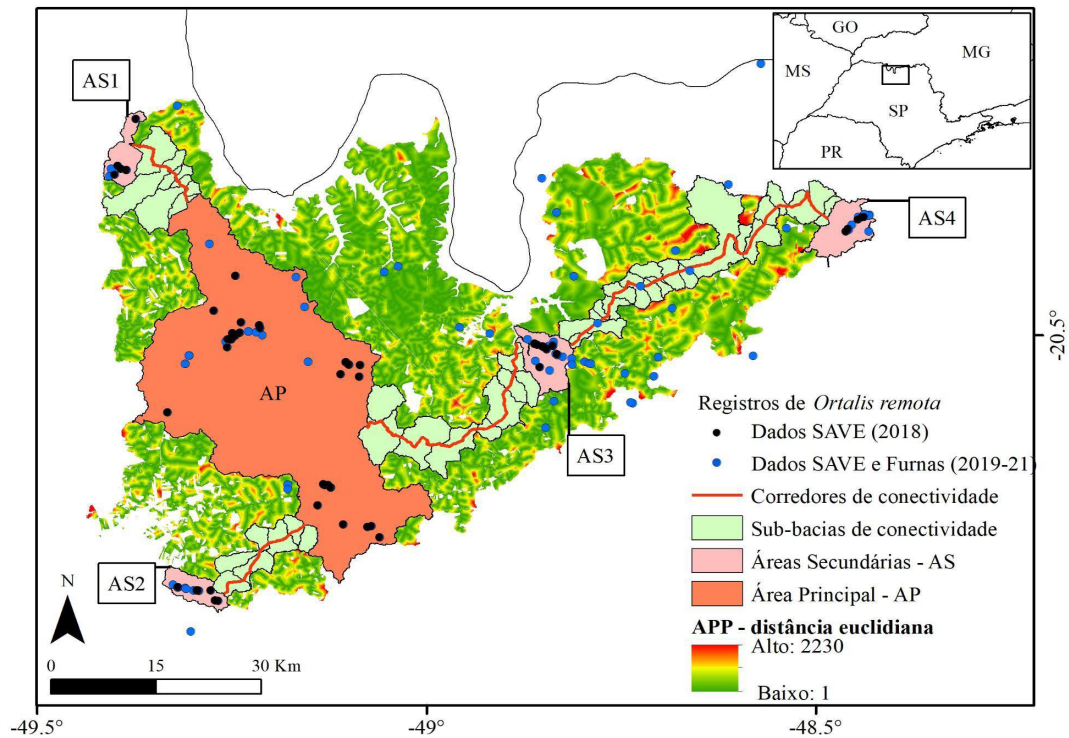 GO
MG
MS
SP
PR
AS1
AS4
AP
AS3
AS2
N
0 15 30 Km
Registros de Ortalis remota
Dados SAVE (2018)
Dados SAVE e Furnas (2019-21)
Corredores de conectividade
Sub-bacias de conectividade
Áreas Secundárias - AS
Área Principal - AP
APP - distância euclidiana
Alto: 2230
Baixo: 1
-20.5°
-49.5°
-49°
-48.5°